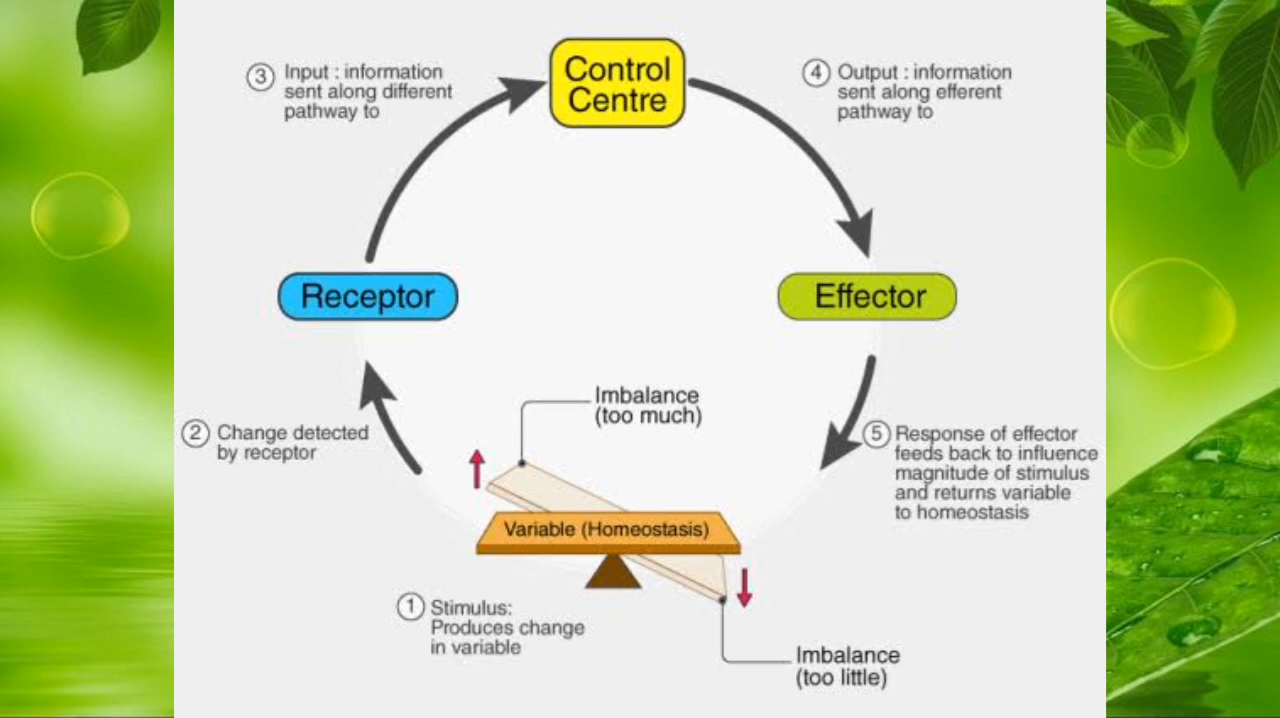 Control
Centre
3 Input : information
sent along different
pathway to
4 Output : information
sent along efferent
pathway to
Receptor
Effector
Imbalance
(too much)
2 Change detected
by receptor
5 Response of effector
feeds back to influence
magnitude of stimulus
and returns variable
to homeostasis
Variable (Homeostasis)
1 Stimulus:
Produces change
in variable
Imbalance
(too little)